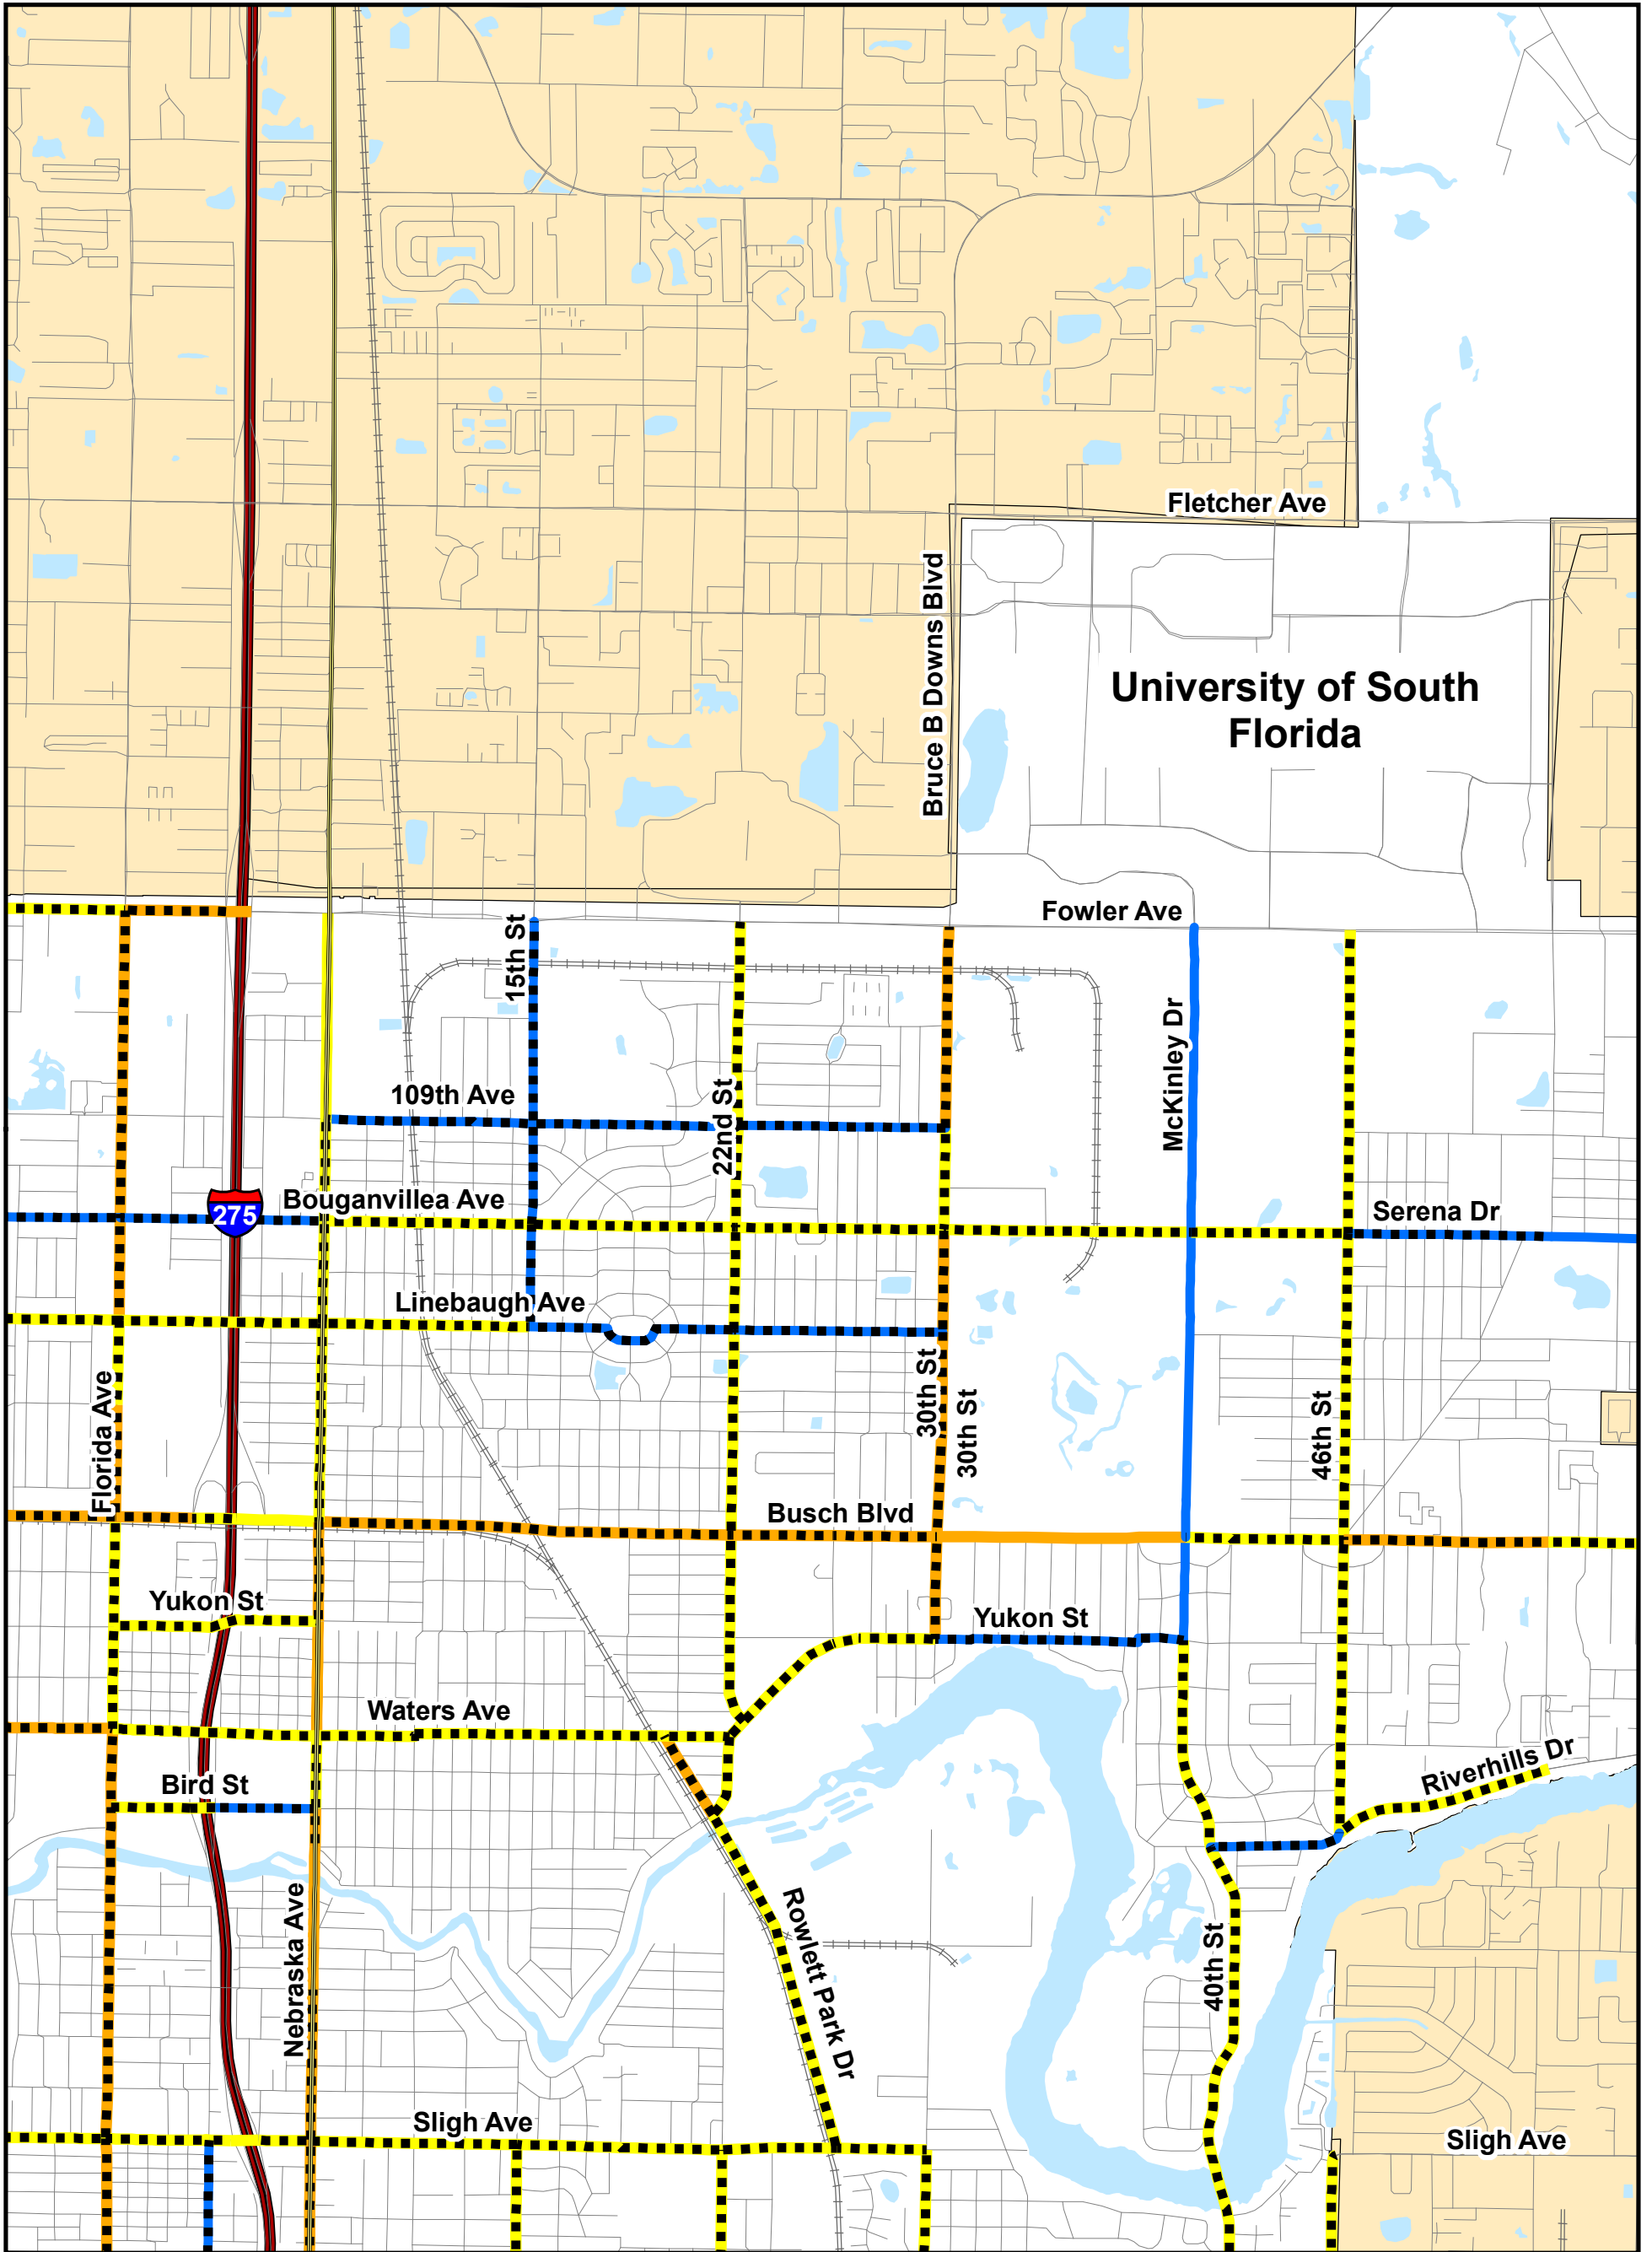 Fletcher Ave
Bruce B Downs Blvd
University of South
Florida
Fowler Ave
15th St
McKinley Dr
109th Ave
22nd St
Bouganvillea Ave
275
Serena Dr
Linebaugh Ave
Florida Ave
30th St
30th St
46th St
Busch Blvd
Yukon St
Yukon St
Waters Ave
Bird St
Riverhills Dr
Nebraska Ave
Rowlett Park Dr
40th St
Sligh Ave
Sligh Ave